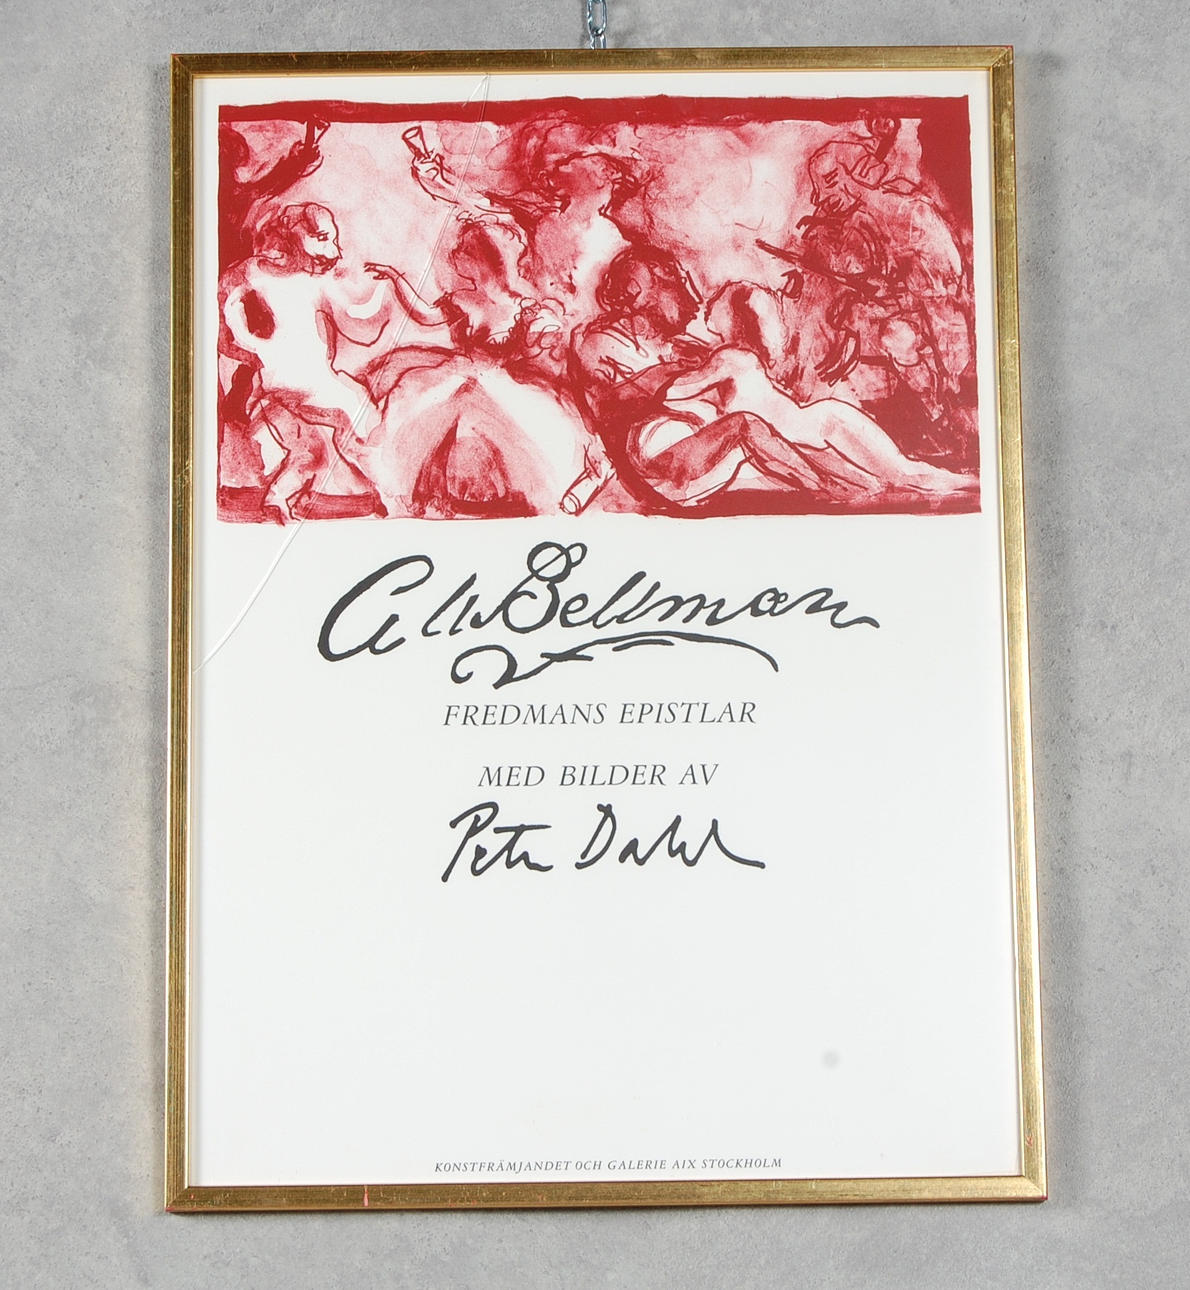 C M Bellman
FREDMANS EPISTLAR
MED BILDER AV
Peter Dahl
KONSTFRÄMJANDET OCH GALERIE AIX STOCKHOLM